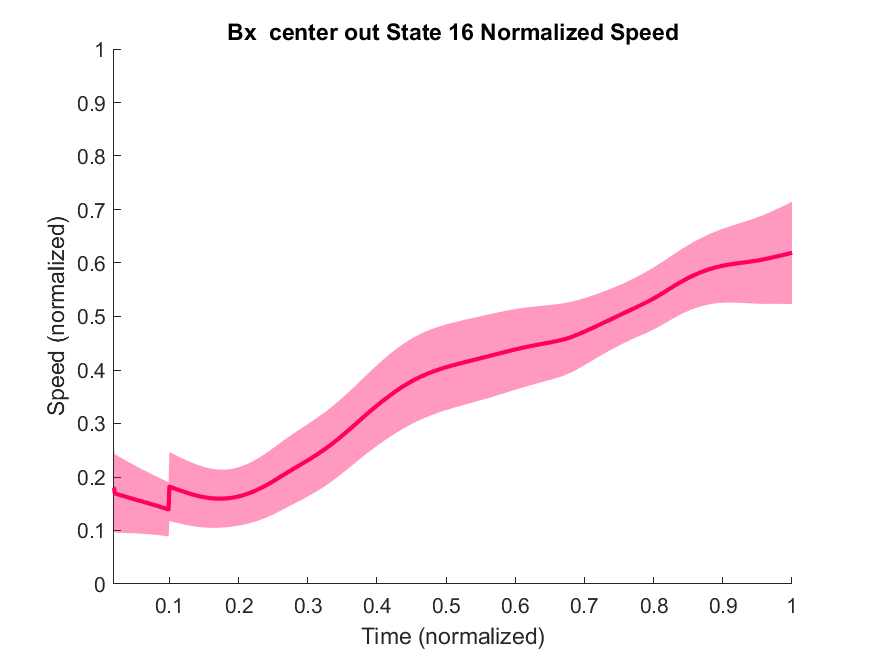 Bx  center out State 16 Normalized Speed
1
0.9
0.8
0.7
0.6
0.5
0.4
0.3
0.2
0.1
0
Speed (normalized)
0.1 0.2 0.3 0.4 0.5 0.6 0.7 0.8 0.9 1
Time (normalized)